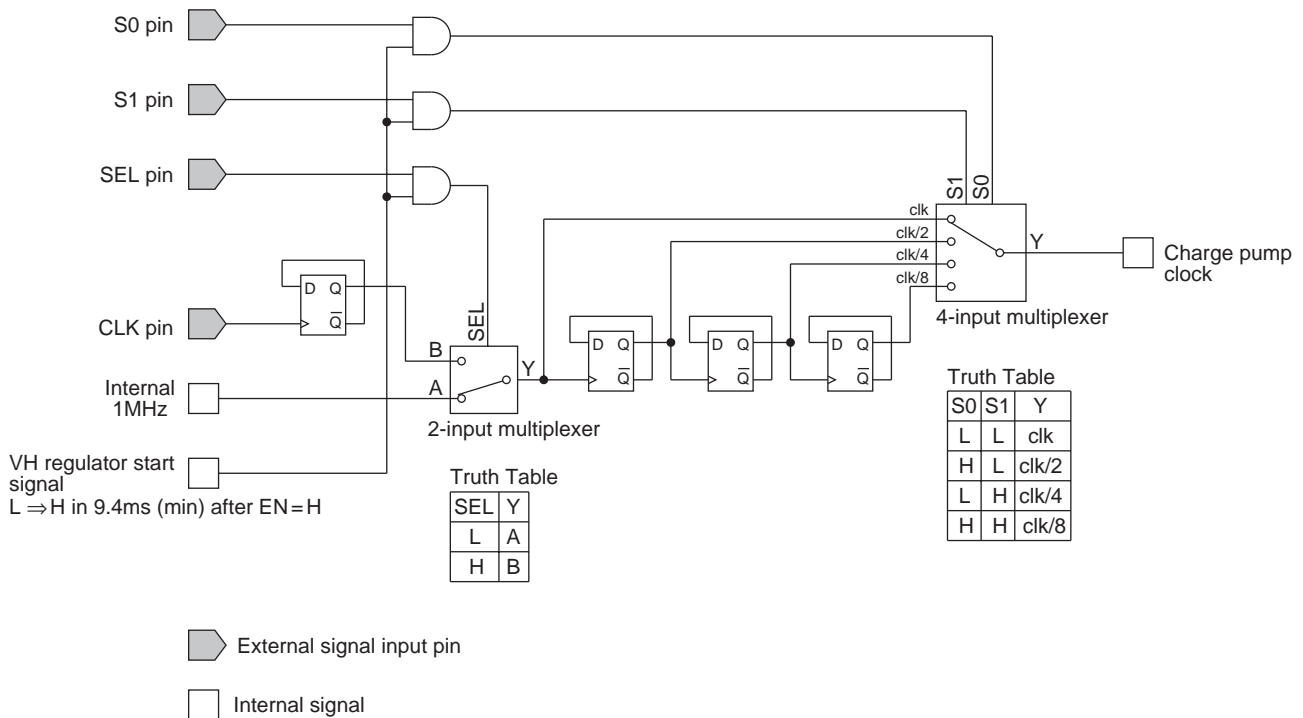 S0 pin
S1 pin
SEL pin
S1
S0
clk
clk/2
clk/4
clk/8
Y
Charge pump
clock
4-input multiplexer
D Q
Q̅
CLK pin
SEL
B
A
Y
D Q
Q̅
D Q
Q̅
D Q
Q̅
Internal
1MHz
2-input multiplexer
VH regulator start
signal
L ⇒H in 9.4ms (min) after EN=H
Truth Table
SEL Y
L A
H B
Truth Table
S0 S1 Y
L L clk
H L clk/2
L H clk/4
H H clk/8
External signal input pin
Internal signal